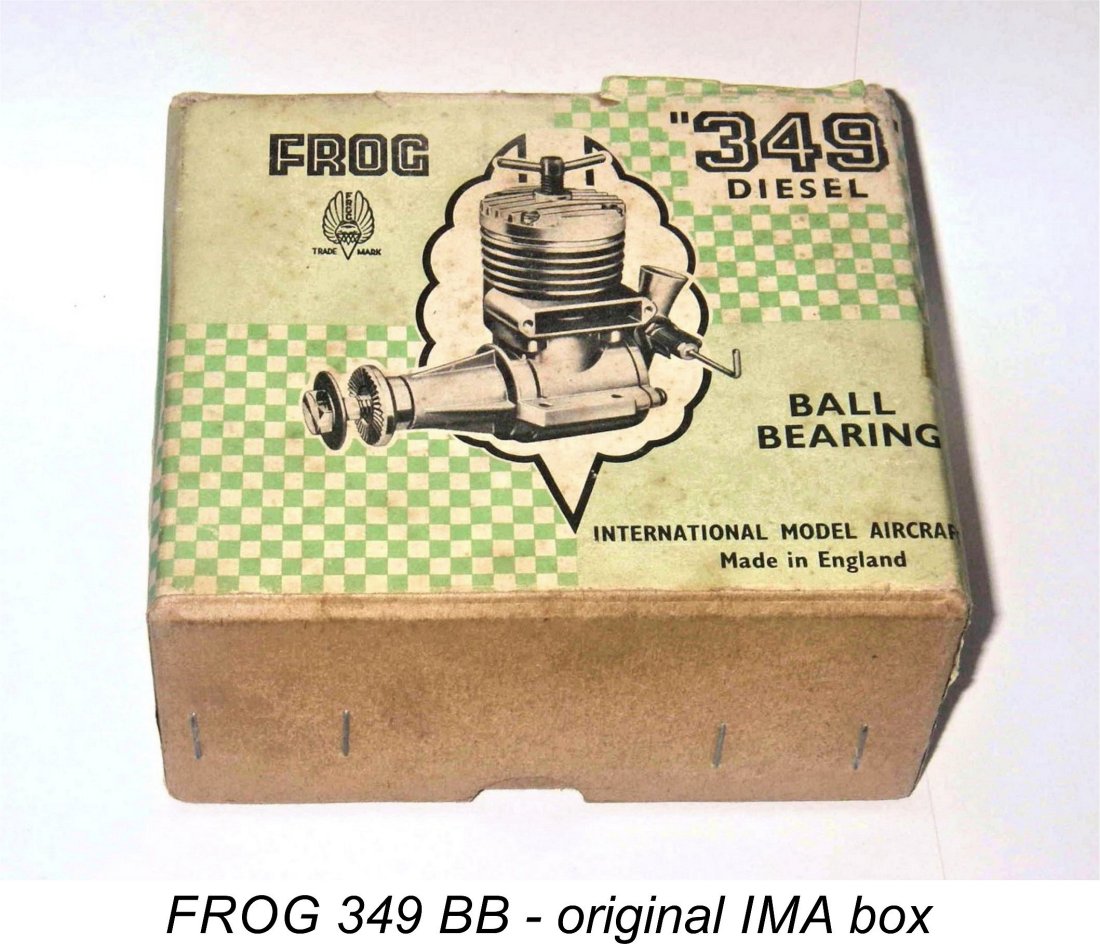 FROG
"349"
DIESEL
FROG
TRADE MARK
BALL
BEARING
INTERNATIONAL MODEL AIRCRAF
Made in England
FROG 349 BB - original IMA box